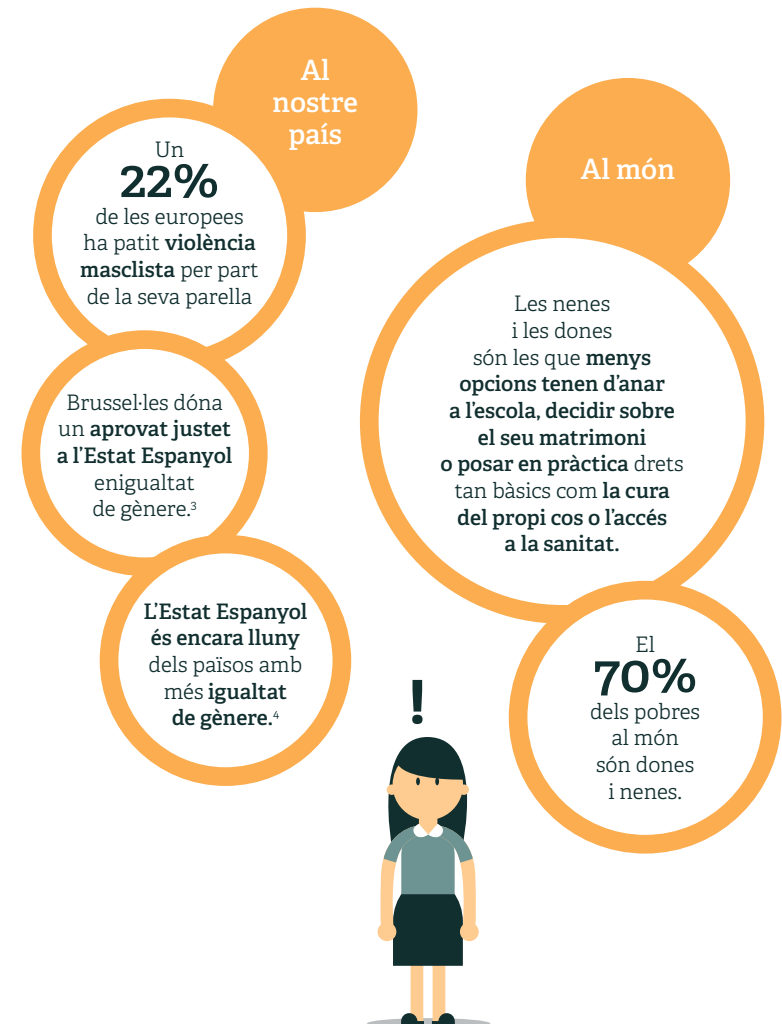 Al
nostre
país
Un
22%
de les europees
ha patit violència
masclista per part
de la seva parella
Brussel·les dóna
un aprovat justet
a l'Estat Espanyol
enigualtat
de gènere.³
L'Estat Espanyol
és encara lluny
dels països amb
més igualtat
de gènere.⁴
Al món
Les nenes
i les dones
són les que menys
opcions tenen d'anar
a l'escola, decidir sobre
el seu matrimoni
o posar en pràctica drets
tan bàsics com la cura
del propi cos o l'accés
a la sanitat.
El
70%
dels pobres
al món
són dones
i nenes.
!